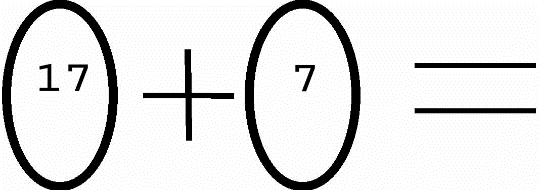 17 + 7 =